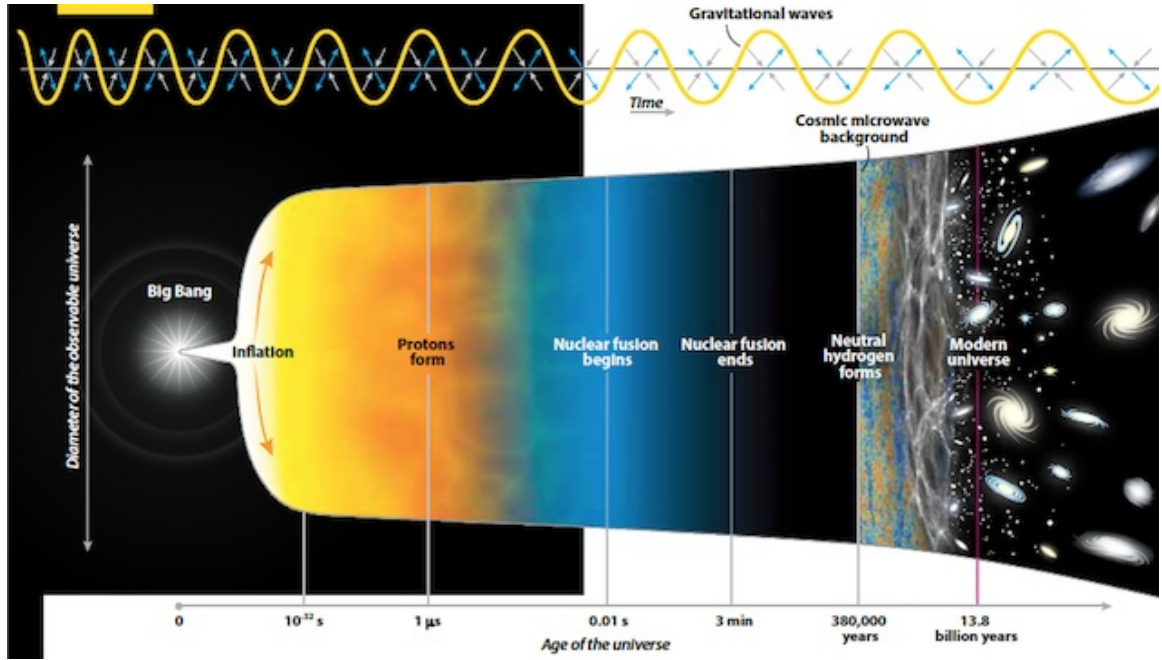 Gravitational waves
Time
Cosmic microwave
background
Diameter of the observable universe
Big Bang
Inflation
Protons
form
Nuclear fusion
begins
Nuclear fusion
ends
Neutral
hydrogen
forms
Modern
universe
0
10⁻³² s
1 µs
0.01 s
3 min
380,000
years
13.8
billion years
Age of the universe